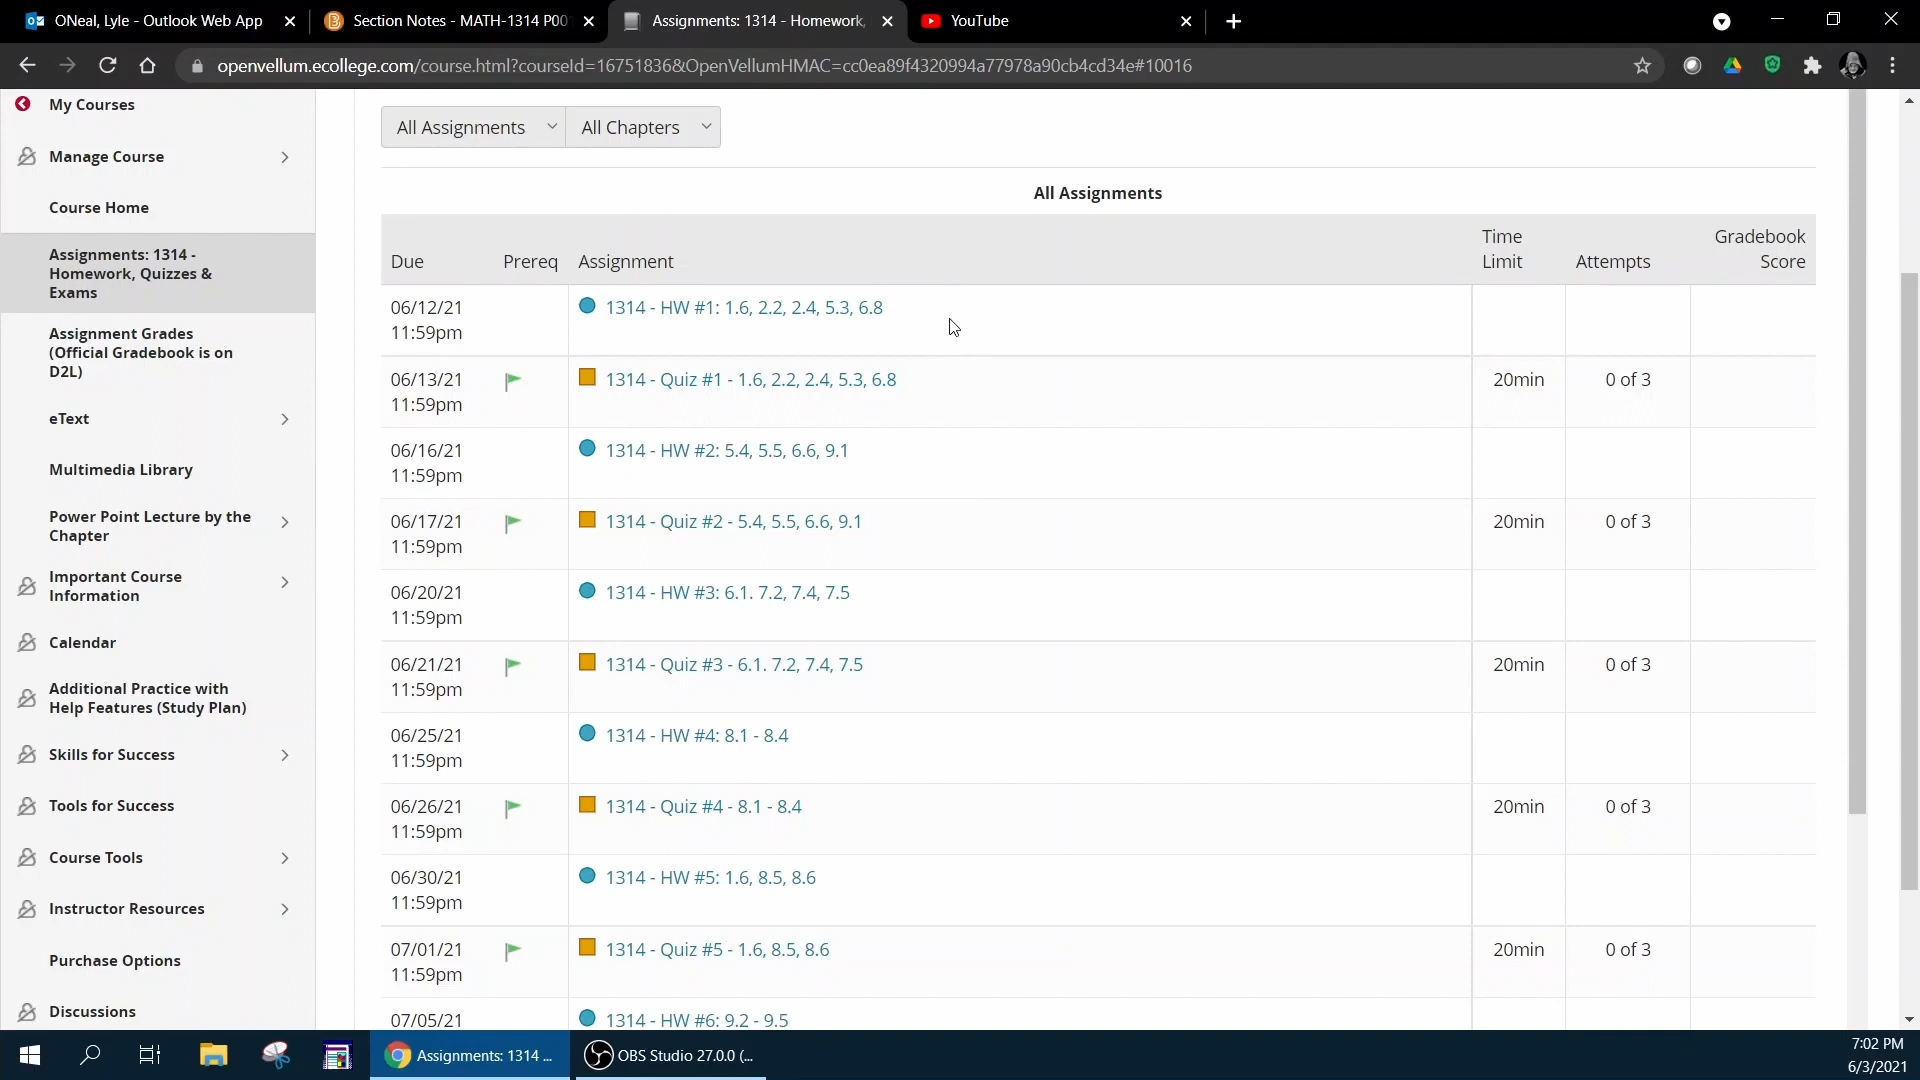 ONeal, Lyle - Outlook Web App
Section Notes - MATH-1314 P00
Assignments: 1314 - Homework,
YouTube
openvellum.ecollege.com/course.html?courseId=16751836&OpenVellumHMAC=cc0ea89f4320994a77978a90cb4cd34e#10016
My Courses
Manage Course
Course Home
Assignments: 1314 -
Homework, Quizzes &
Exams
Assignment Grades
(Official Gradebook is on
D2L)
eText
Multimedia Library
Power Point Lecture by the
Chapter
Important Course
Information
Calendar
Additional Practice with
Help Features (Study Plan)
Skills for Success
Tools for Success
Course Tools
Instructor Resources
Purchase Options
Discussions
All Assignments
All Chapters
All Assignments
Due Prereq Assignment Time Limit Attempts Gradebook Score
06/12/21 1314 - HW #1: 1.6, 2.2, 2.4, 5.3, 6.8
11:59pm
06/13/21 1314 - Quiz #1 - 1.6, 2.2, 2.4, 5.3, 6.8 20min 0 of 3
11:59pm
06/16/21 1314 - HW #2: 5.4, 5.5, 6.6, 9.1
11:59pm
06/17/21 1314 - Quiz #2 - 5.4, 5.5, 6.6, 9.1 20min 0 of 3
11:59pm
06/20/21 1314 - HW #3: 6.1. 7.2, 7.4, 7.5
11:59pm
06/21/21 1314 - Quiz #3 - 6.1. 7.2, 7.4, 7.5 20min 0 of 3
11:59pm
06/25/21 1314 - HW #4: 8.1 - 8.4
11:59pm
06/26/21 1314 - Quiz #4 - 8.1 - 8.4 20min 0 of 3
11:59pm
06/30/21 1314 - HW #5: 1.6, 8.5, 8.6
11:59pm
07/01/21 1314 - Quiz #5 - 1.6, 8.5, 8.6 20min 0 of 3
11:59pm
07/05/21 1314 - HW #6: 9.2 - 9.5
Assignments: 1314 ...
OBS Studio 27.0.0 (...
7:02 PM
6/3/2021